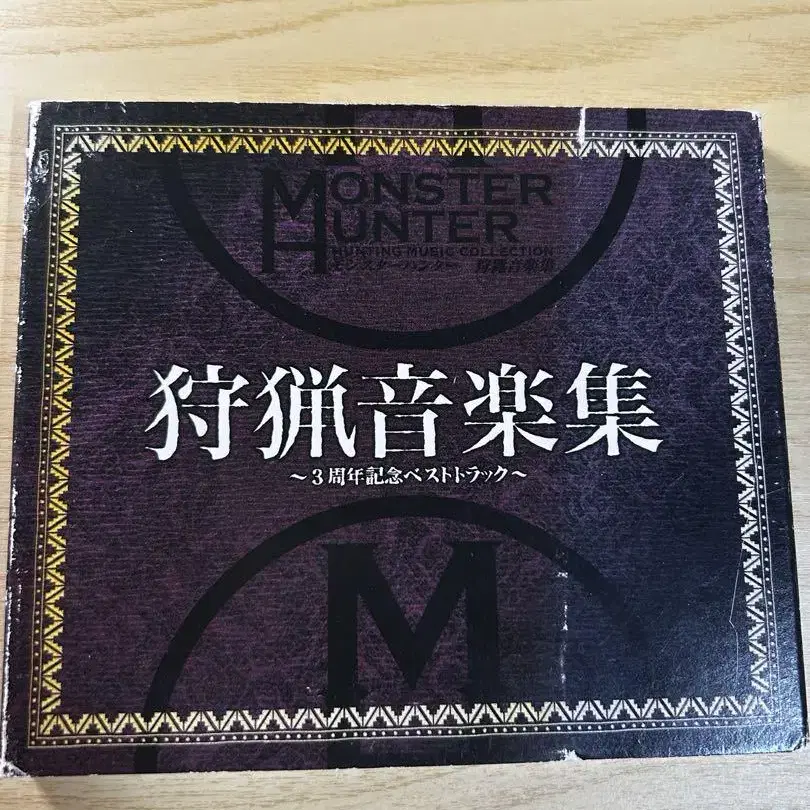 MONSTER
HUNTER
HUNTING MUSIC COLLECTION
モンスターハンター 狩猟音楽集
狩猟音楽集
～3周年記念ベストトラック～
M